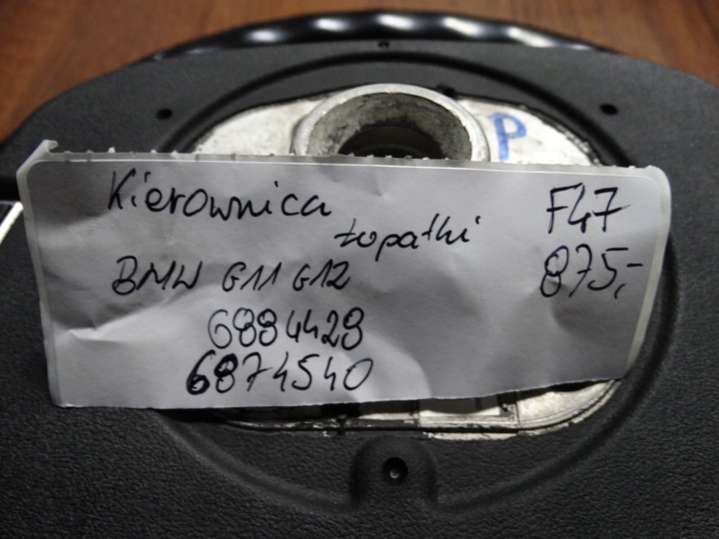 P
Kierownica
łopatki
F47
875,-
BMW G11 G12
6884428
6874540